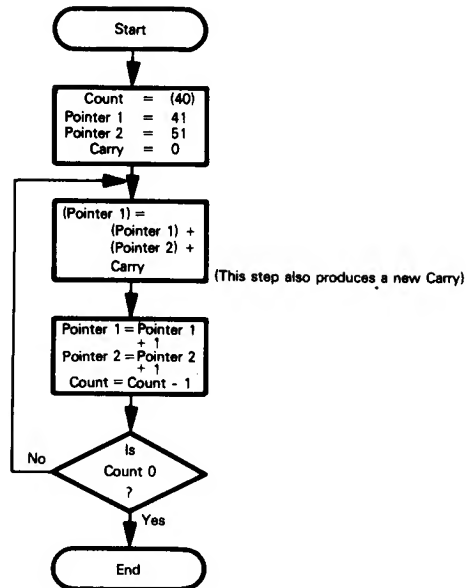 Start
Count = (40)
Pointer 1 = 41
Pointer 2 = 51
Carry = 0
(Pointer 1) =
(Pointer 1) +
(Pointer 2) +
Carry
(This step also produces a new Carry)
Pointer 1 = Pointer 1
+ 1
Pointer 2 = Pointer 2
+ 1
Count = Count - 1
Is
Count 0
?
No
Yes
End